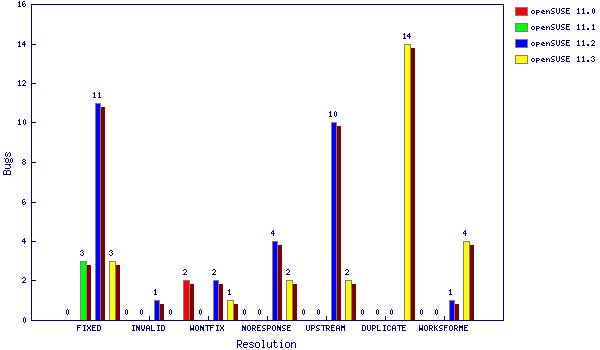 16
openSUSE 11.0
openSUSE 11.1
openSUSE 11.2
openSUSE 11.3
14
14
12
11
10
10
8
Bugs
6
4
3 3 4 4
2
2 2 2 2
1 1 1
0 0 0 0 0 0 0 0 0 0 0 0 0 0
0
FIXED INVALID WONTFIX NORESPONSE UPSTREAM DUPLICATE WORKSFORME
Resolution